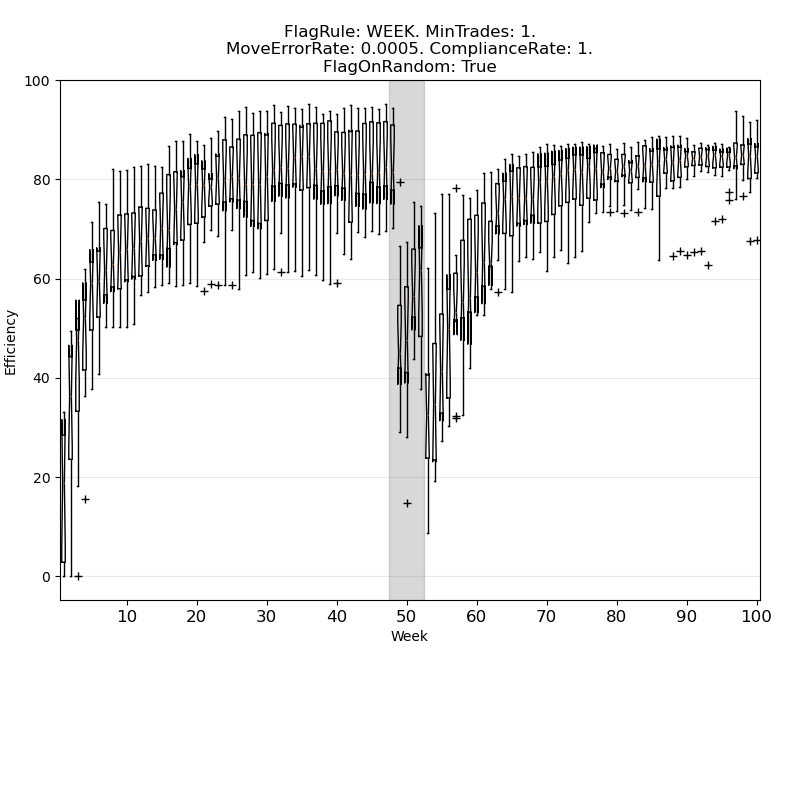 FlagRule: WEEK. MinTrades: 1.
MoveErrorRate: 0.0005. ComplianceRate: 1.
FlagOnRandom: True
100
80
60
40
20
0
Efficiency
10 20 30 40 50 60 70 80 90 100
Week